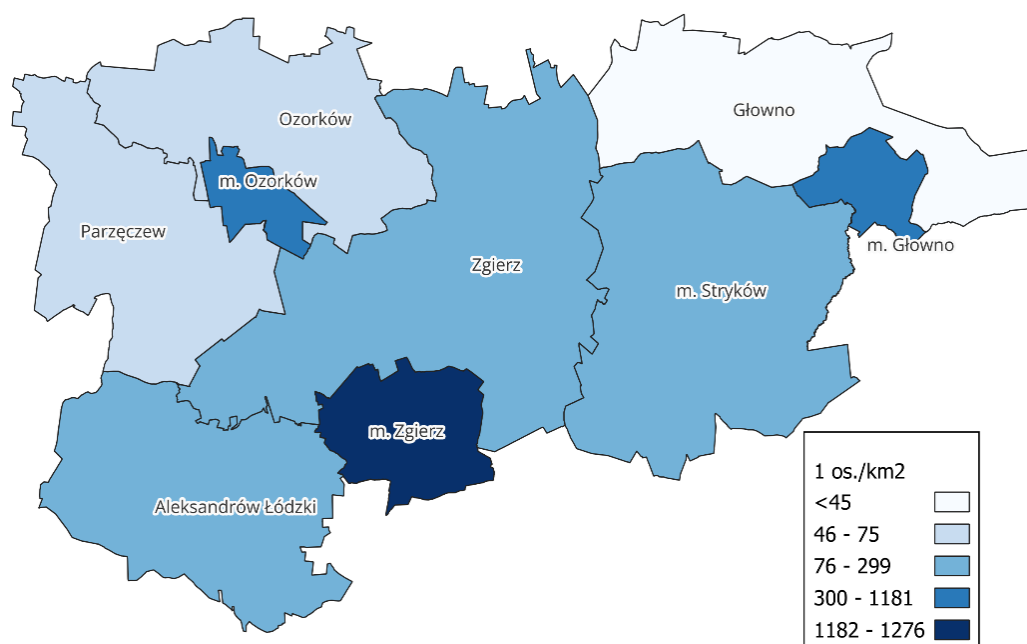 Ozorków
Głowno
m. Ozorków
Parzęczew
m. Głowno
Zgierz
m. Stryków
m. Zgierz
Aleksandrów Łódzki
1 os./km2
<45
46 - 75
76 - 299
300 - 1181
1182 - 1276